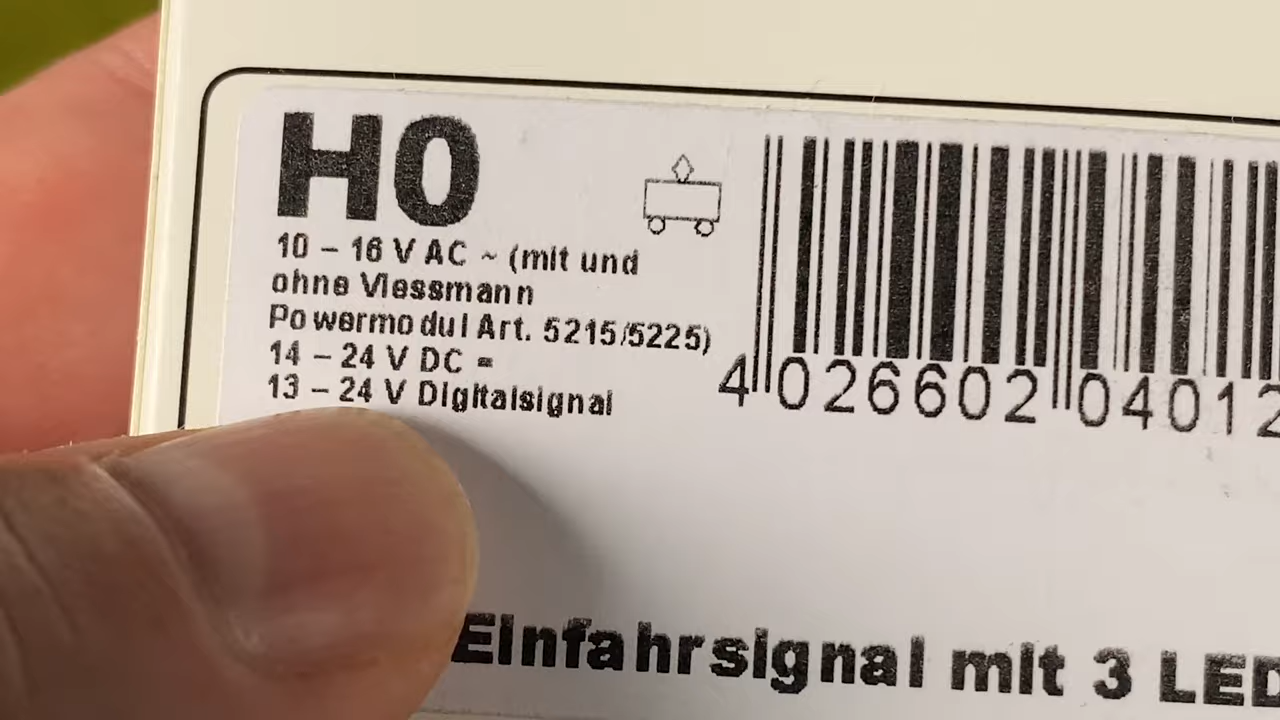 H0
10 – 16 V AC ~ (mit und
ohne Viessmann
Powermodul Art. 5215/5225)
14 – 24 V DC =
13 – 24 V Digitalsignal
4 026602 04012
Einfahrsignal mit 3 LED